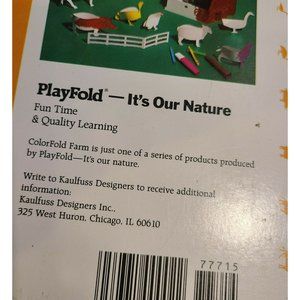 PlayFold® — It's Our Nature
Fun Time
& Quality Learning
ColorFold Farm is just one of a series of products produced
by PlayFold—It's our nature.
Write to Kaulfuss Designers to receive additional
information:
Kaulfuss Designers Inc.,
325 West Huron, Chicago, IL 60610
77715